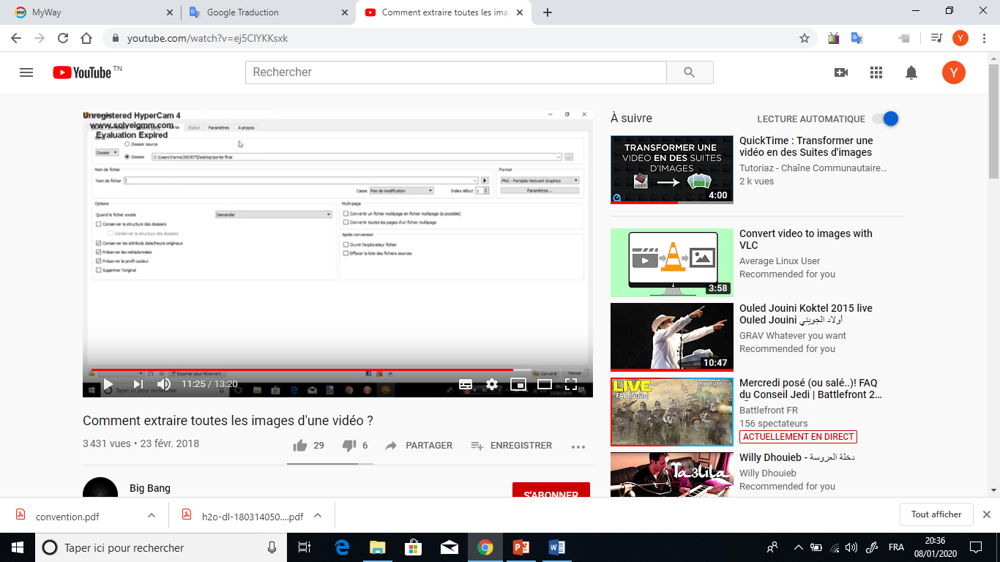 MyWay
Google Traduction
Comment extraire toutes les ima
youtube.com/watch?v=ej5ClYKKsxk
Y
YouTube TN
Rechercher
Y
Unregistered HyperCam 4
www.solveigmm.com
Evaluation Expired
Statut
Paramètres
A propos
Dossier source
Dossier
Dossier
Nom de fichier
Nom de fichier
Casse
Pas de modification
Index début
1
Format
PNG - Portable Network Graphics
Paramètres...
Options
Quand le fichier existe
Demander
Conserver la structure des dossiers
Conserver la structure des dossiers
Conserver les attributs date/heure originaux
Préserver les métadonnées
Préserver le profil couleur
Supprimer l'original
Multi-page
Convertir un fichier multipage en fichier multipage (si possible)
Convertir toutes les pages d'un fichier multipage
Après conversion
Ouvrir l'explorateur fichier
Effacer la liste des fichiers sources
Exporter pour NConvert...
Convertir
Fermer
11:25 / 13:20
Comment extraire toutes les images d'une vidéo ?
3 431 vues • 23 févr. 2018
29
6
PARTAGER
ENREGISTRER
Big Bang
S'ABONNER
À suivre
LECTURE AUTOMATIQUE
TRANSFORMER UNE
VIDEO EN DES SUITES
D'IMAGES
VIDEO
4:00
QuickTime : Transformer une
vidéo en des Suites d'images
Tutoriaz - Chaîne Communautaire…
2 k vues
3:58
Convert video to images with
VLC
Average Linux User
Recommended for you
10:47
Ouled Jouini Koktel 2015 live
Ouled Jouini أولاد الجويني
GRAV Whatever you want
Recommended for you
LIVE
FAQ (Suite)
Mercredi posé (ou salé..)! FAQ
du Conseil Jedi | Battlefront 2…
Battlefront FR
156 spectateurs
ACTUELLEMENT EN DIRECT
Ta3lila
Willy Dhouieb - دخلة العروسة
Willy Dhouieb
Recommended for you
convention.pdf
h2o-dl-180314050....pdf
Tout afficher
Taper ici pour rechercher
FRA
20:36
08/01/2020